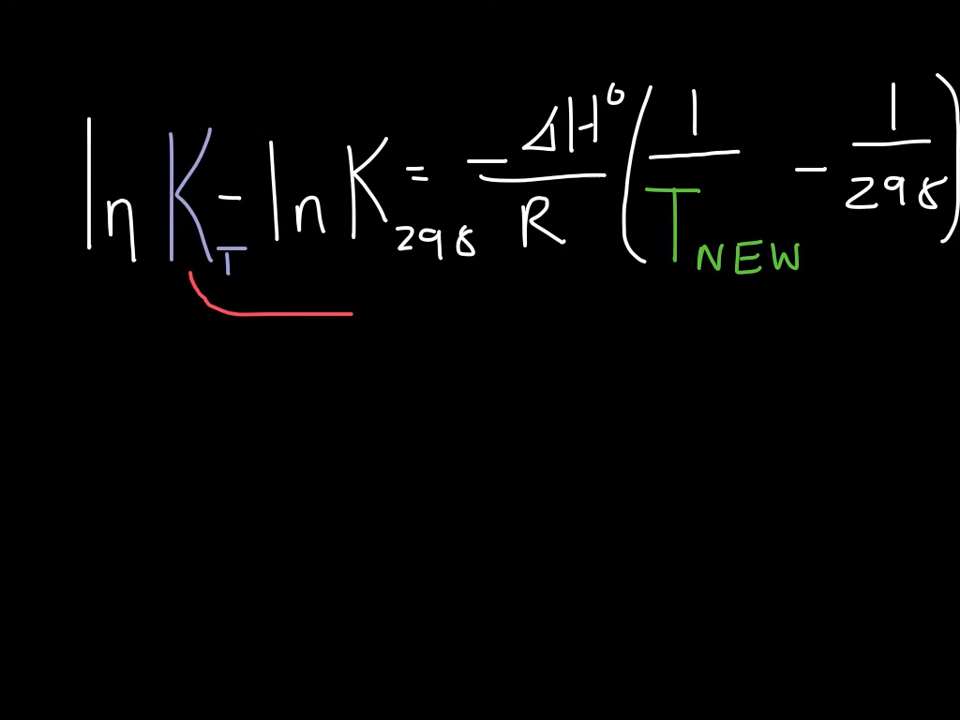 ln K_T - ln K_298 = -ΔH°/R (1/T_NEW - 1/298)